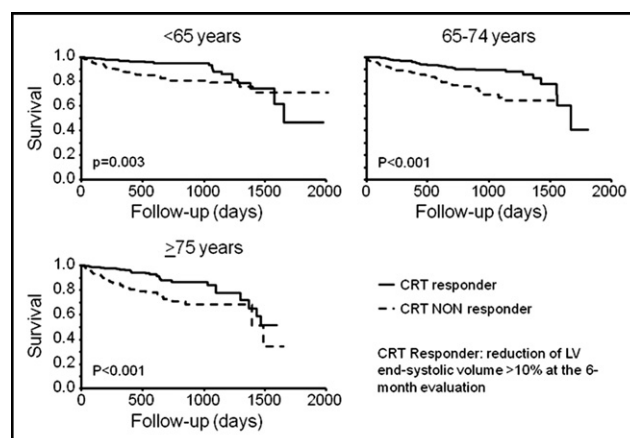 <65 years
1.0
0.8
0.6
0.4
0.2
0.0
Survival
p=0.003
0 500 1000 1500 2000
Follow-up (days)
65-74 years
1.0
0.8
0.6
0.4
0.2
0.0
P<0.001
0 500 1000 1500 2000
Follow-up (days)
≥75 years
1.0
0.8
0.6
0.4
0.2
0.0
Survival
P<0.001
0 500 1000 1500 2000
Follow-up (days)
CRT responder
CRT NON responder
CRT Responder: reduction of LV
end-systolic volume >10% at the 6-
month evaluation